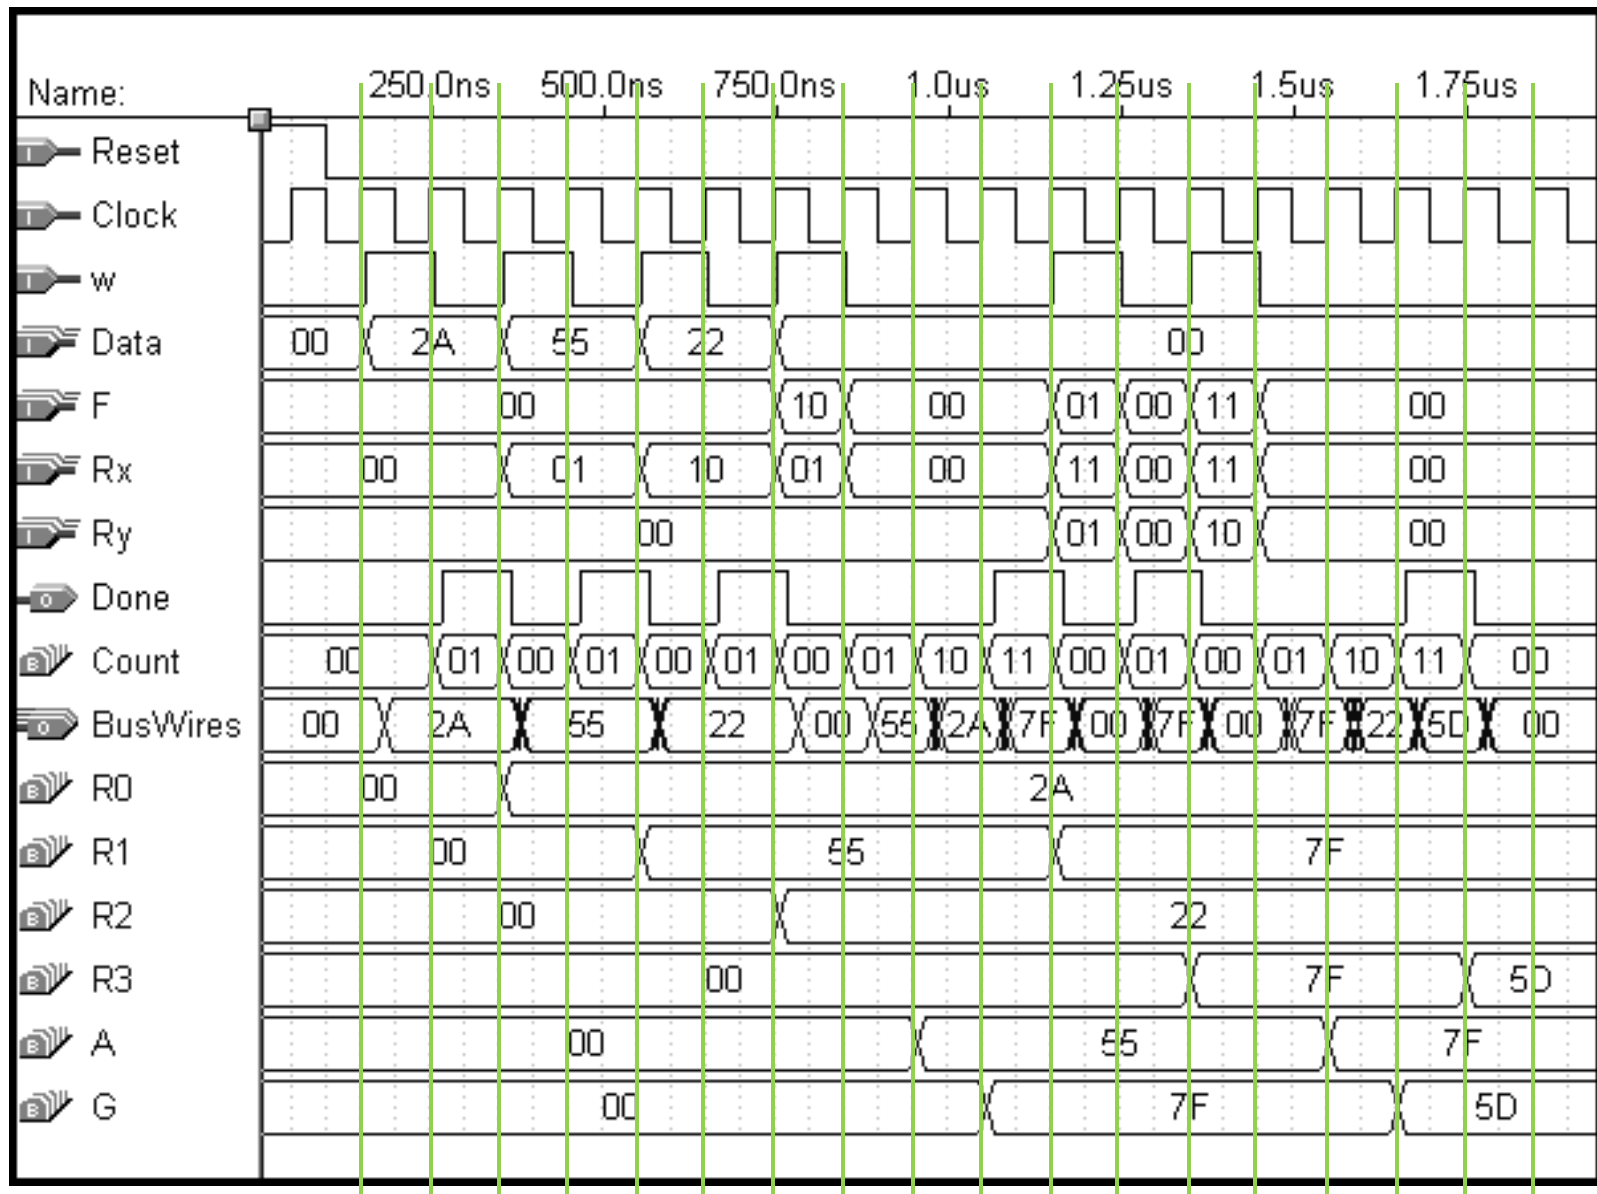 Name: 250.0ns 500.0ns 750.0ns 1.0us 1.25us 1.5us 1.75us
I Reset
I Clock
I w
I Data 00 2A 55 22 00
I F 00 10 00 01 00 11 00
I Rx 00 01 10 01 00 11 00 11 00
I Ry 00 01 00 10 00
O Done
B Count 00 01 00 01 00 01 00 01 10 11 00 01 00 01 10 11 00
O BusWires 00 2A 55 22 00 55 2A 7F 00 7F 00 7F 22 5D 00
B R0 00 2A
B R1 00 55 7F
B R2 00 22
B R3 00 7F 5D
B A 00 55 7F
B G 00 7F 5D